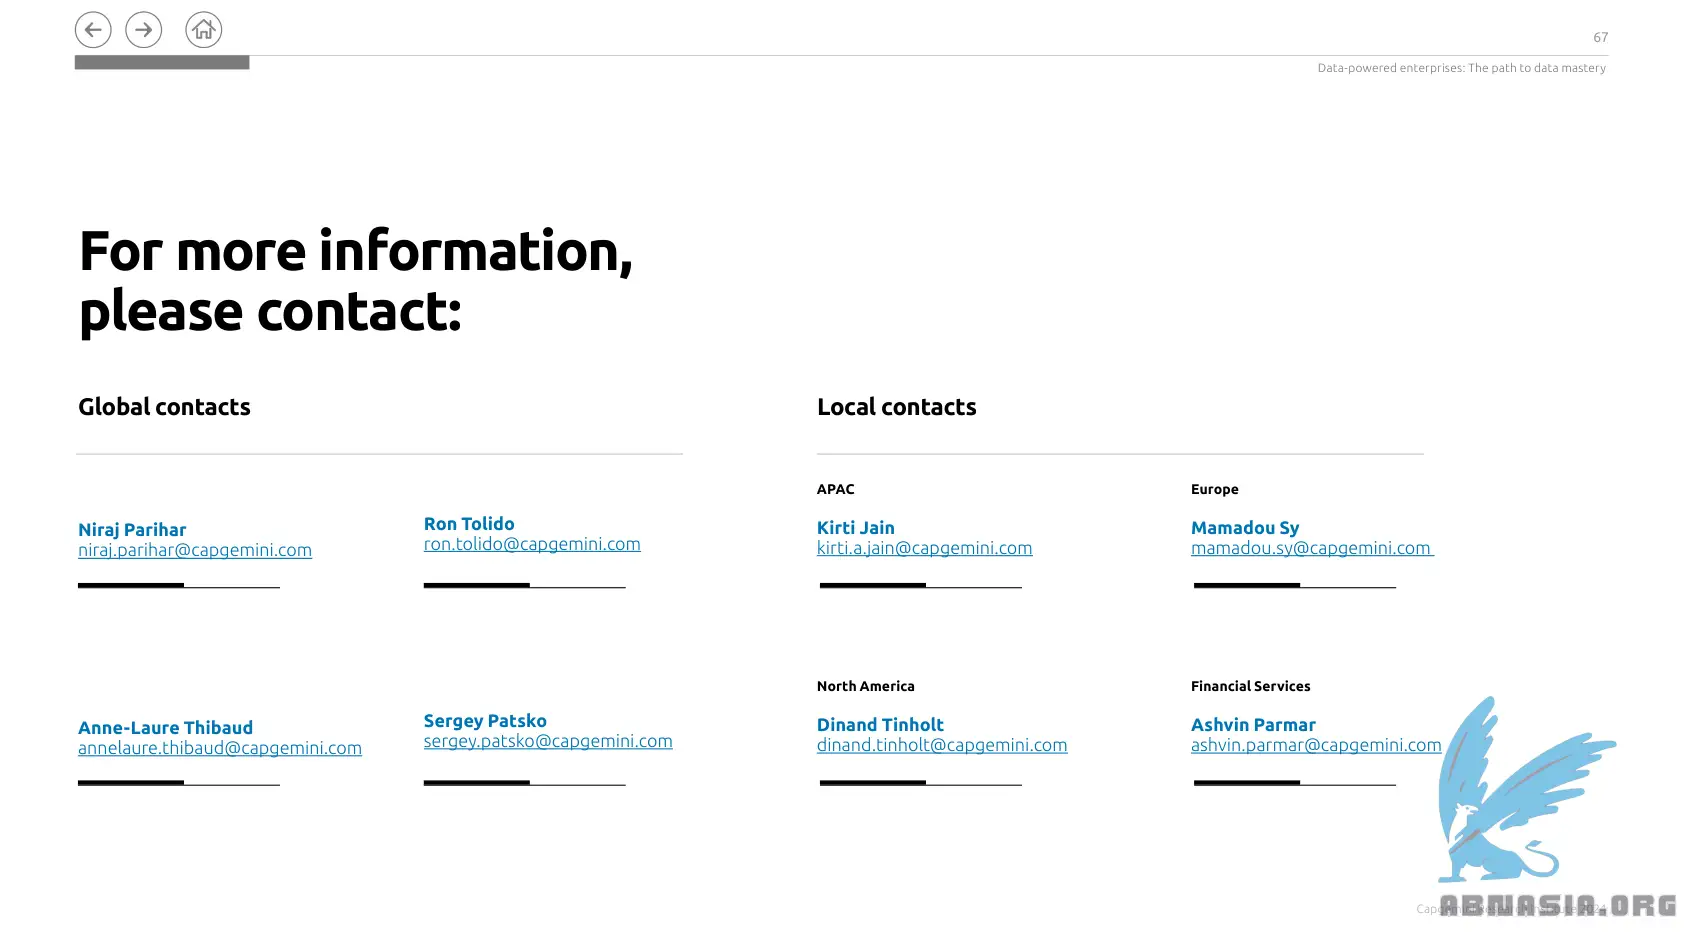 67
Data-powered enterprises: The path to data mastery
For more information,
please contact:
Global contacts
Niraj Parihar
niraj.parihar@capgemini.com
Ron Tolido
ron.tolido@capgemini.com
Anne-Laure Thibaud
annelaure.thibaud@capgemini.com
Sergey Patsko
sergey.patsko@capgemini.com
Local contacts
APAC
Kirti Jain
kirti.a.jain@capgemini.com
Europe
Mamadou Sy
mamadou.sy@capgemini.com
North America
Dinand Tinholt
dinand.tinholt@capgemini.com
Financial Services
Ashvin Parmar
ashvin.parmar@capgemini.com
ABMASIA.ORG